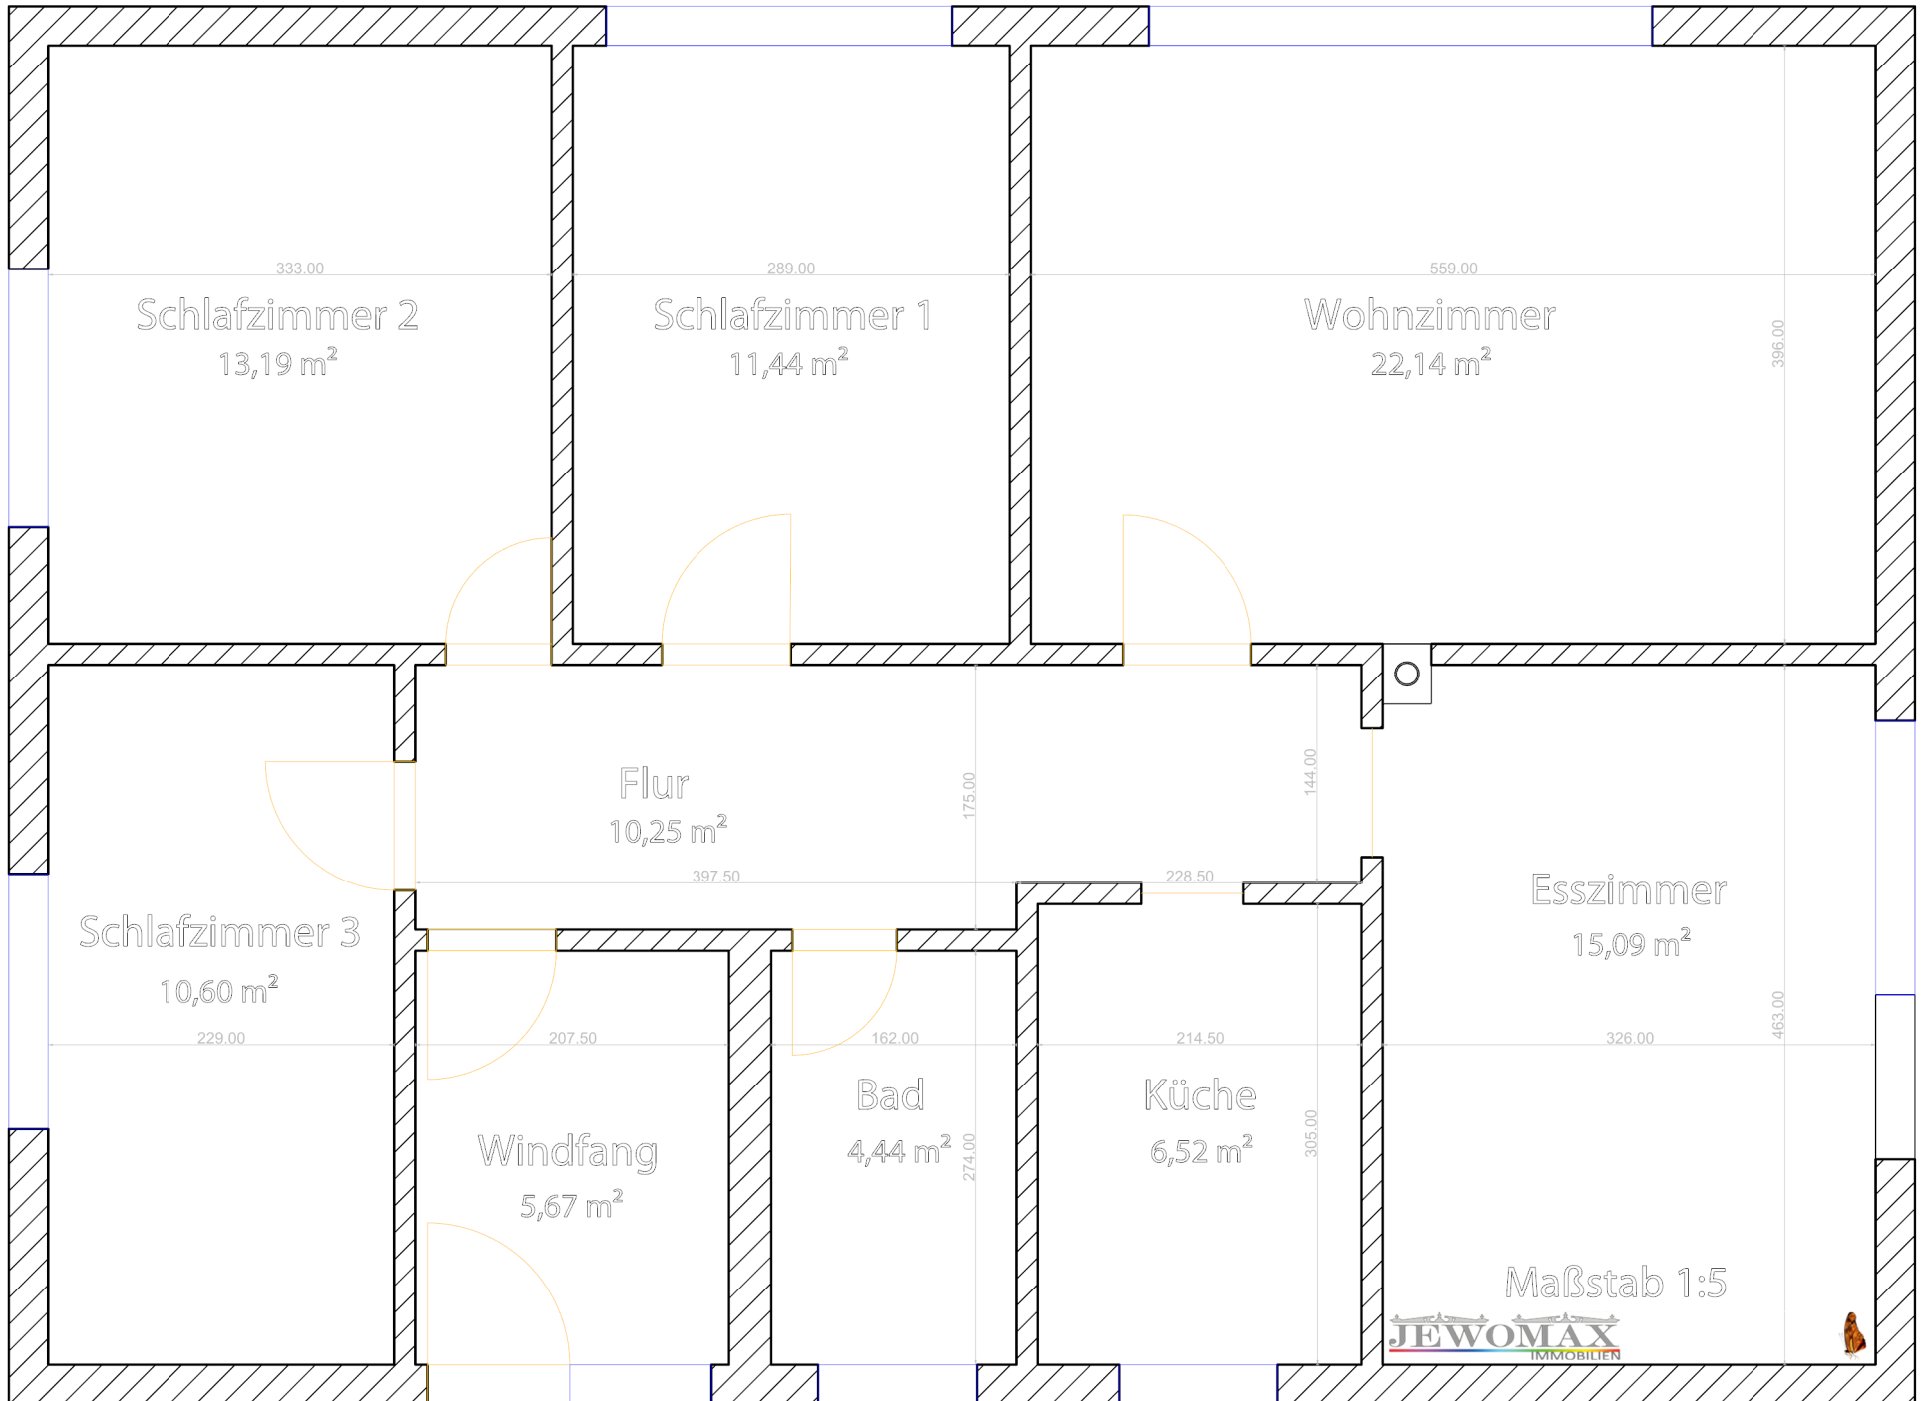 333.00
Schlafzimmer 2
13,19 m²
289.00
Schlafzimmer 1
11,44 m²
559.00
Wohnzimmer
22,14 m²
396.00
Flur
10,25 m²
397.50
175.00
144.00
228.50
Schlafzimmer 3
10,60 m²
229.00
Esszimmer
15,09 m²
463.00
326.00
207.50
Windfang
5,67 m²
162.00
Bad
4,44 m²
274.00
214.50
Küche
6,52 m²
305.00
Maßstab 1:5
JEWOMAX
IMMOBILIEN